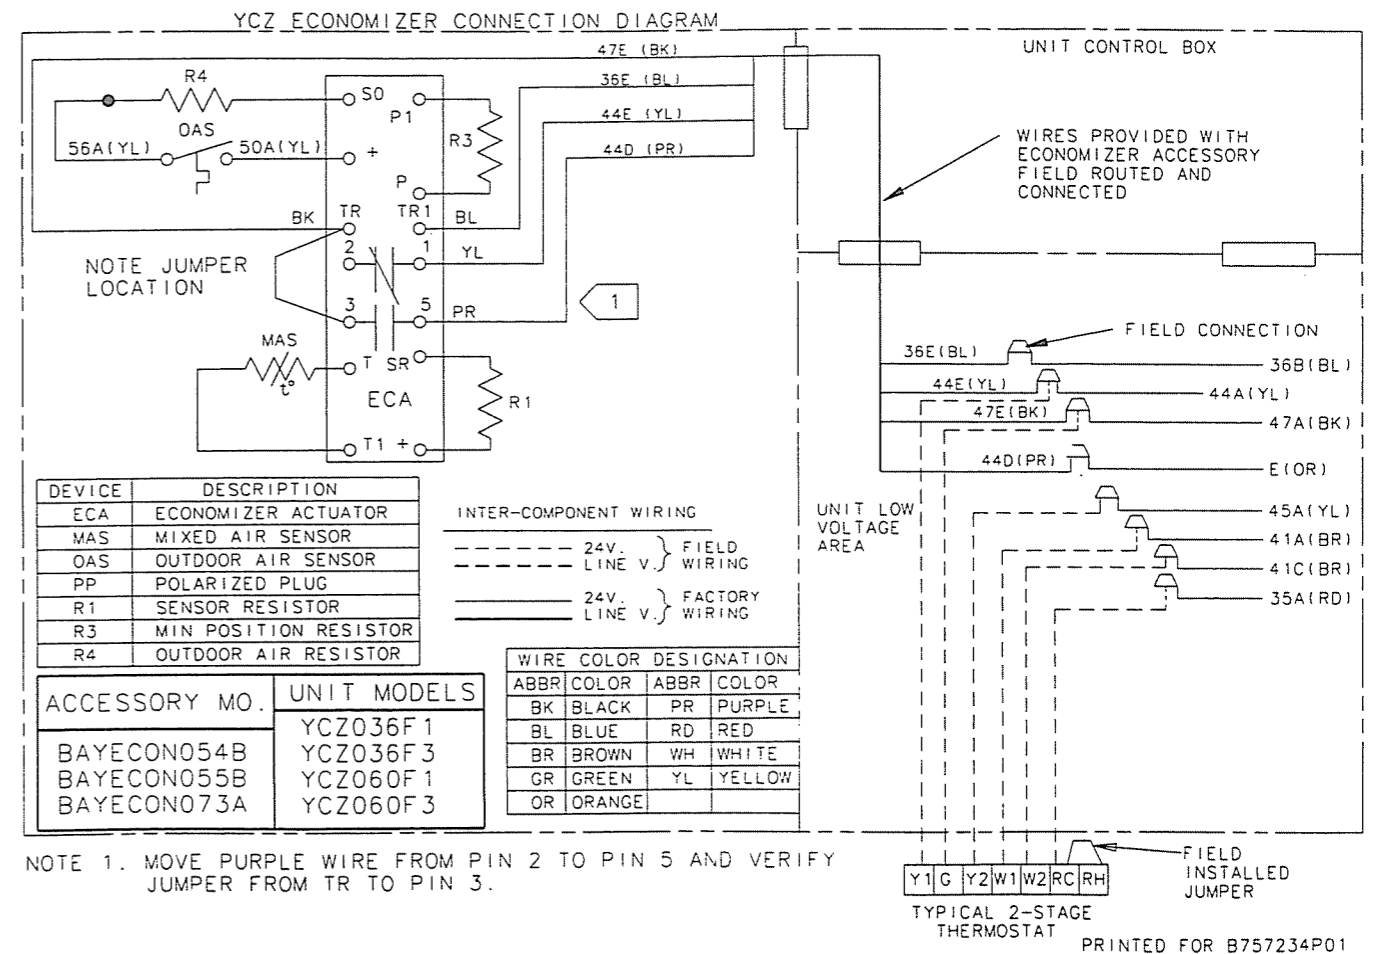 YCZ ECONOMIZER CONNECTION DIAGRAM
UNIT CONTROL BOX
47E (BK)
36E (BL)
44E (YL)
44D (PR)
R4
SO
P1
R3
OAS
56A(YL)
50A(YL)
+
P
BK
TR
TR1
BL
2
1
YL
NOTE JUMPER
LOCATION
3
5
PR
1
MAS
t°
T
SR
ECA
R1
T1
+
WIRES PROVIDED WITH
ECONOMIZER ACCESSORY
FIELD ROUTED AND
CONNECTED
FIELD CONNECTION
36E(BL)
36B(BL)
44E(YL)
44A(YL)
47E(BK)
47A(BK)
44D(PR)
E(OR)
UNIT LOW
VOLTAGE
AREA
45A(YL)
41A(BR)
41C(BR)
35A(RD)
DEVICE DESCRIPTION
ECA ECONOMIZER ACTUATOR
MAS MIXED AIR SENSOR
OAS OUTDOOR AIR SENSOR
PP POLARIZED PLUG
R1 SENSOR RESISTOR
R3 MIN POSITION RESISTOR
R4 OUTDOOR AIR RESISTOR
INTER-COMPONENT WIRING
24V.
LINE V.
FIELD
WIRING
24V.
LINE V.
FACTORY
WIRING
ACCESSORY MO.
BAYECON054B
BAYECON055B
BAYECON073A
UNIT MODELS
YCZ036F1
YCZ036F3
YCZ060F1
YCZ060F3
WIRE COLOR DESIGNATION
ABBR COLOR ABBR COLOR
BK BLACK PR PURPLE
BL BLUE RD RED
BR BROWN WH WHITE
GR GREEN YL YELLOW
OR ORANGE
NOTE 1. MOVE PURPLE WIRE FROM PIN 2 TO PIN 5 AND VERIFY
JUMPER FROM TR TO PIN 3.
Y1 G Y2 W1 W2 RC RH
FIELD
INSTALLED
JUMPER
TYPICAL 2-STAGE
THERMOSTAT
PRINTED FOR B757234P01